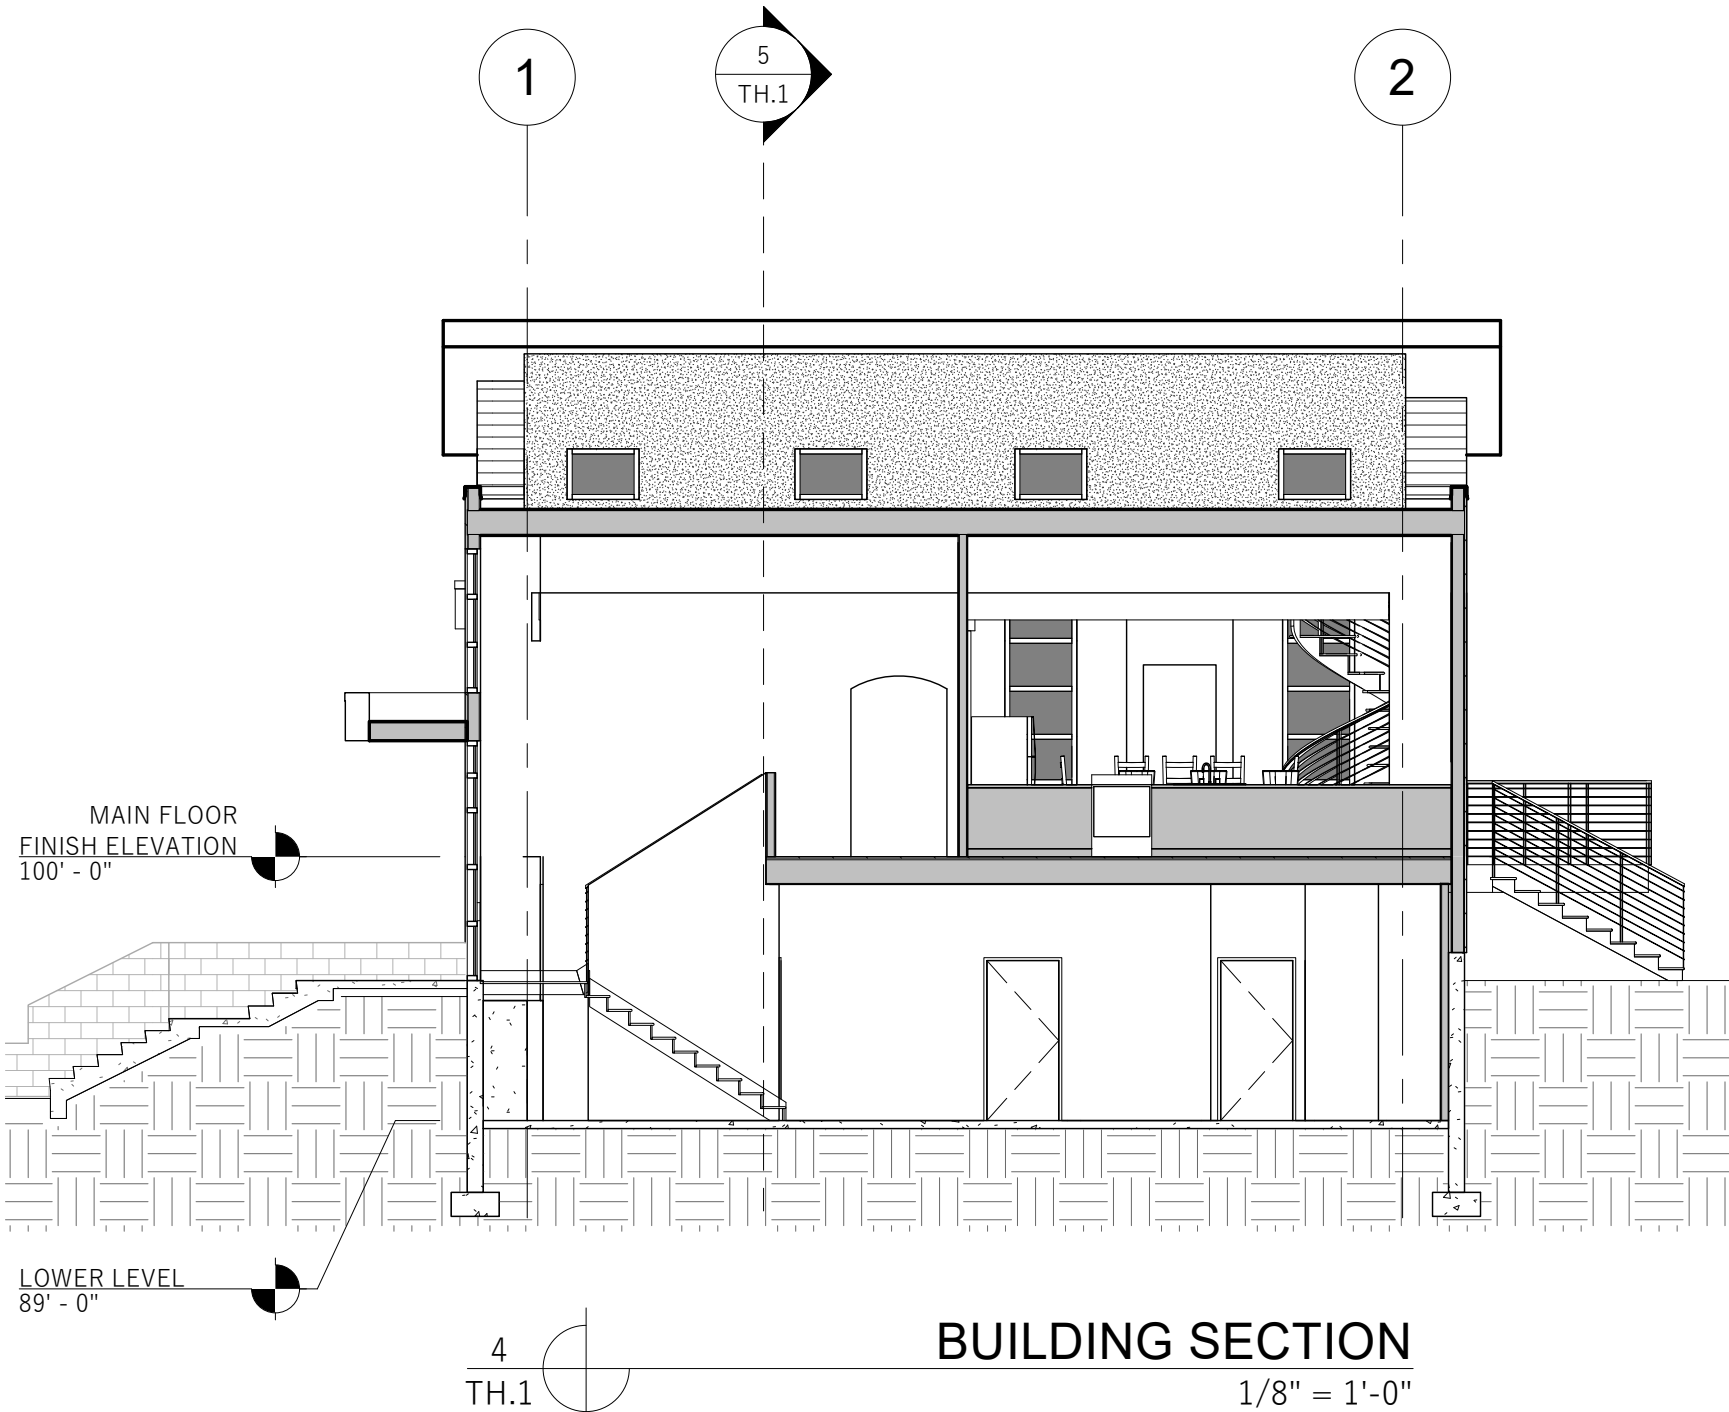 1
5
TH.1
2
MAIN FLOOR
FINISH ELEVATION
100' - 0"
LOWER LEVEL
89' - 0"
4
TH.1
BUILDING SECTION
1/8" = 1'-0"